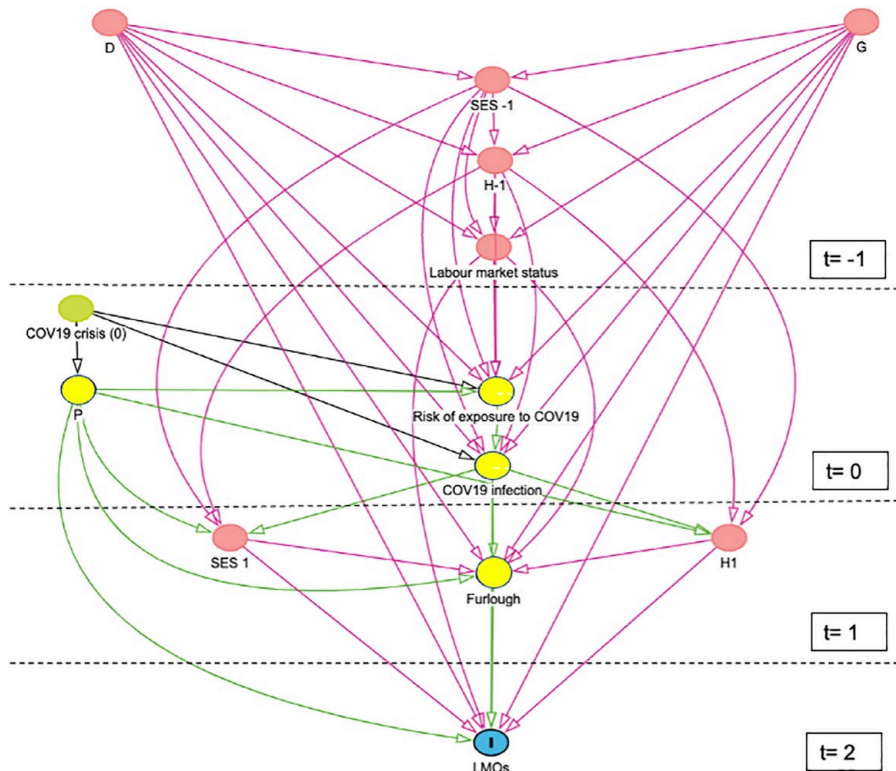 D
G
SES -1
H-1
Labour market status
t= -1
COV19 crisis (0)
P
Risk of exposure to COV19
COV19 infection
t= 0
SES 1
Furlough
H1
t= 1
I
LMOs
t= 2